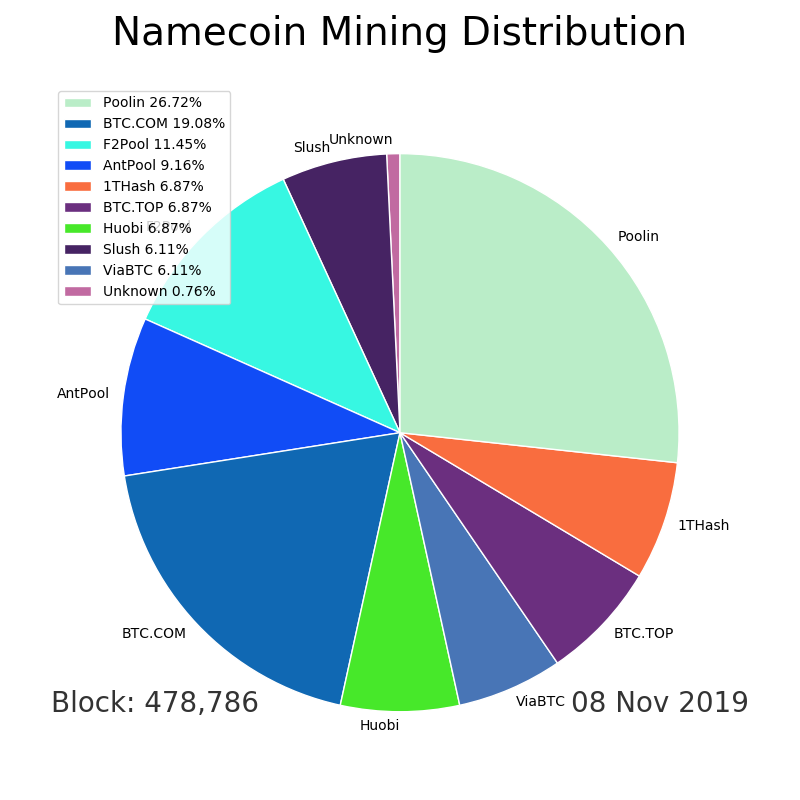 Namecoin Mining Distribution
Poolin 26.72%
BTC.COM 19.08%
F2Pool 11.45%
AntPool 9.16%
1THash 6.87%
BTC.TOP 6.87%
Huobi 6.87%
Slush 6.11%
ViaBTC 6.11%
Unknown 0.76%
Unknown
Slush
Poolin
AntPool
1THash
BTC.COM
BTC.TOP
ViaBTC
Huobi
Block: 478,786
08 Nov 2019